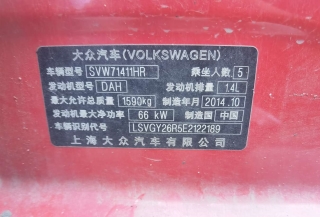 大众汽车(VOLKSWAGEN)
车辆型号 SVW71411HR 乘坐人数 5
发动机型号 DAH 发动机排量 1.4L
最大允许总质量 1590kg 制造年月 2014.10
发动机最大净功率 66 kW 制造国 中国
车辆识别代号 LSVGY26R5E2122189
上海大众汽车有限公司